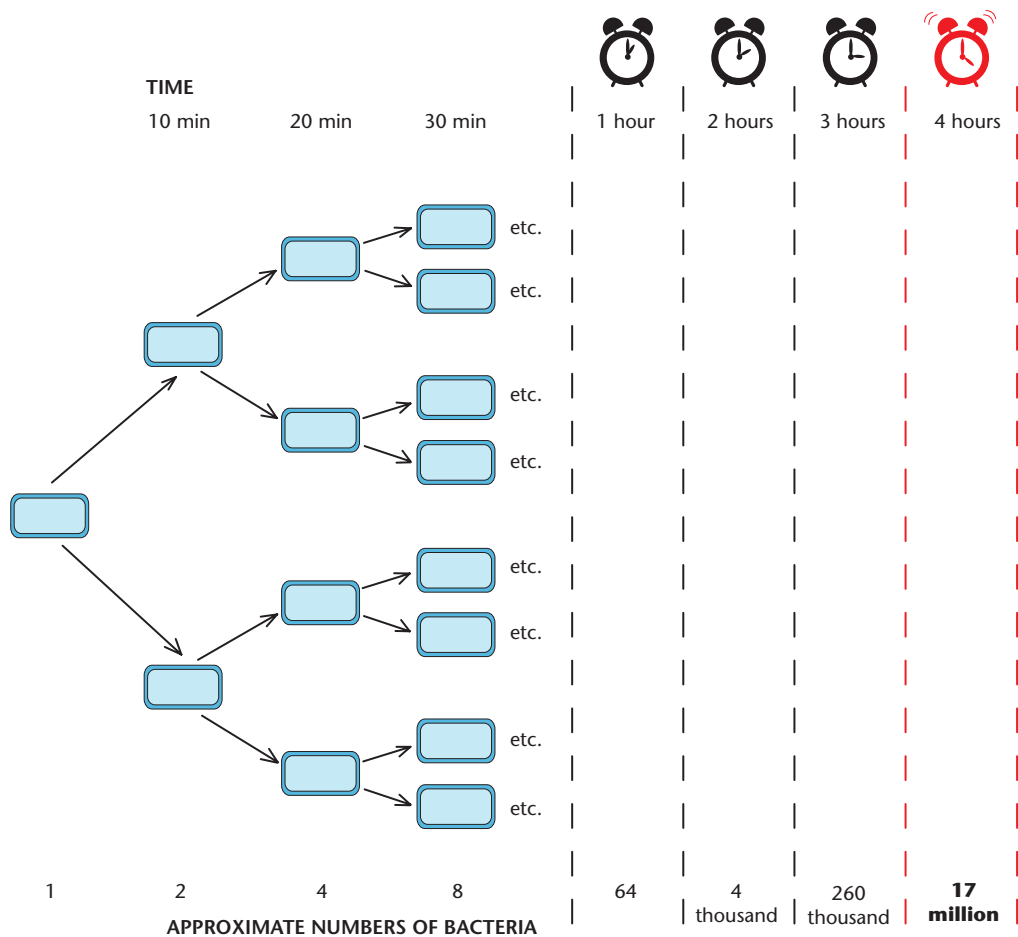 TIME
10 min 20 min 30 min 1 hour 2 hours 3 hours 4 hours
etc.
etc.
etc.
etc.
etc.
etc.
etc.
etc.
1 2 4 8 64 4 thousand 260 thousand 17 million
APPROXIMATE NUMBERS OF BACTERIA